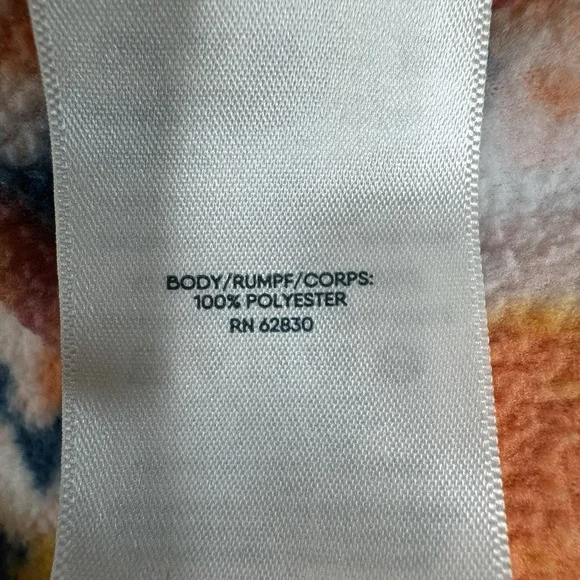 BODY/RUMPF/CORPS:
100% POLYESTER
RN 62830